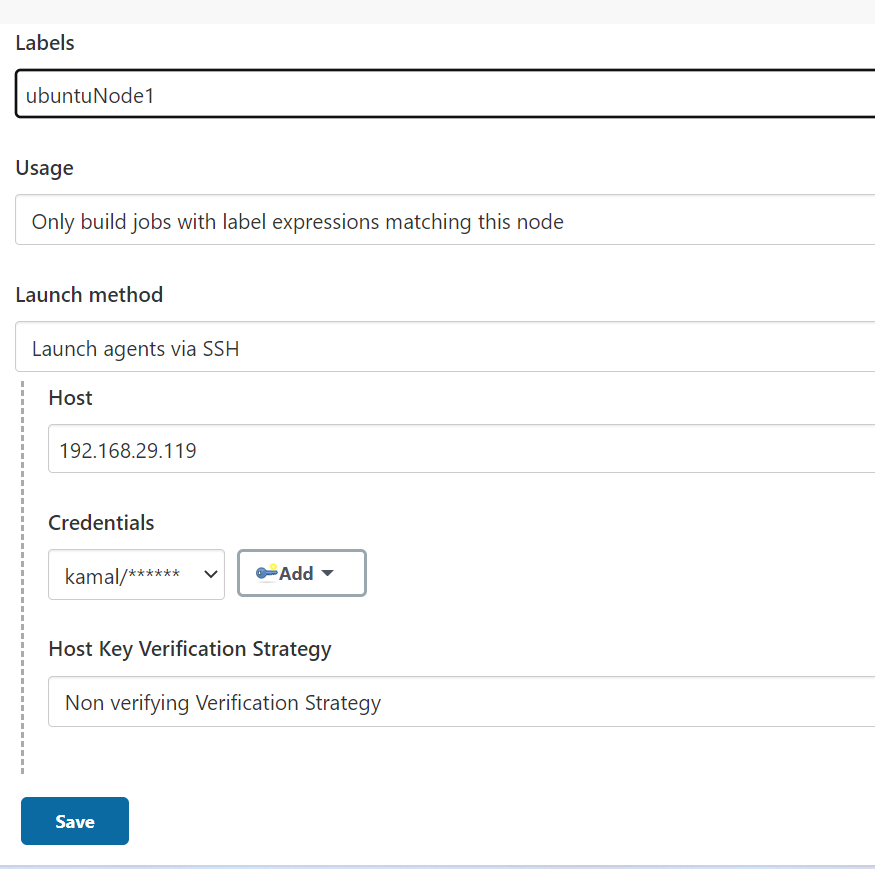 Labels
ubuntuNode1
Usage
Only build jobs with label expressions matching this node
Launch method
Launch agents via SSH
Host
192.168.29.119
Credentials
kamal/******
Add
Host Key Verification Strategy
Non verifying Verification Strategy
Save